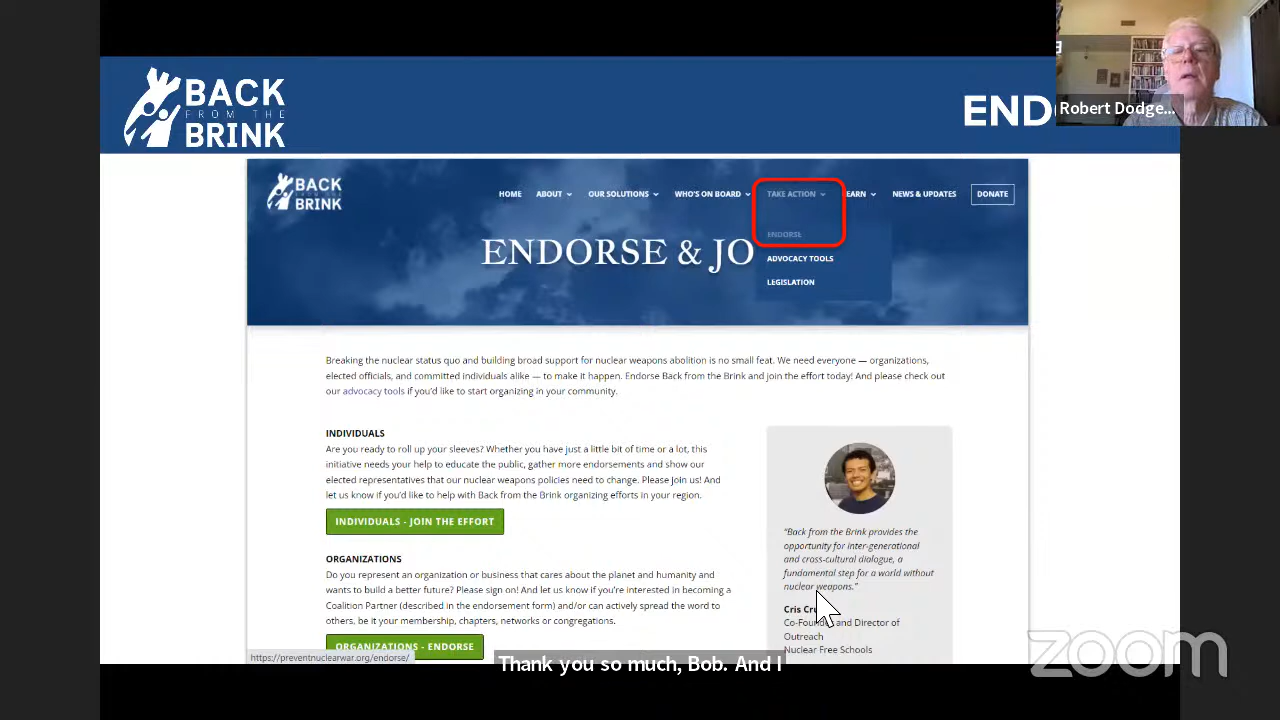 BACK
FROM THE
BRINK
END
Robert Dodge...
BACK
FROM THE
BRINK
HOME
ABOUT
OUR SOLUTIONS
WHO'S ON BOARD
TAKE ACTION
EARN
NEWS & UPDATES
DONATE
ENDORSE
ADVOCACY TOOLS
LEGISLATION
ENDORSE & JO
Breaking the nuclear status quo and building broad support for nuclear weapons abolition is no small feat. We need everyone — organizations,
elected officials, and committed individuals alike — to make it happen. Endorse Back from the Brink and join the effort today! And please check out
our advocacy tools if you'd like to start organizing in your community.
INDIVIDUALS
Are you ready to roll up your sleeves? Whether you have just a little bit of time or a lot, this
initiative needs your help to educate the public, gather more endorsements and show our
elected representatives that our nuclear weapons policies need to change. Please join us! And
let us know if you'd like to help with Back from the Brink organizing efforts in your region.
INDIVIDUALS - JOIN THE EFFORT
ORGANIZATIONS
Do you represent an organization or business that cares about the planet and humanity and
wants to build a better future? Please sign on! And let us know if you're interested in becoming a
Coalition Partner (described in the endorsement form) and/or can actively spread the word to
others, be it your membership, chapters, networks or congregations.
ORGANIZATIONS - ENDORSE
"Back from the Brink provides the
opportunity for inter-generational
and cross-cultural dialogue, a
fundamental step for a world without
nuclear weapons."
Cris
Co-Founder and Director of
Outreach
Nuclear Free Schools
https://preventnuclearwar.org/endorse/
Thank you so much, Bob. And I
zoom